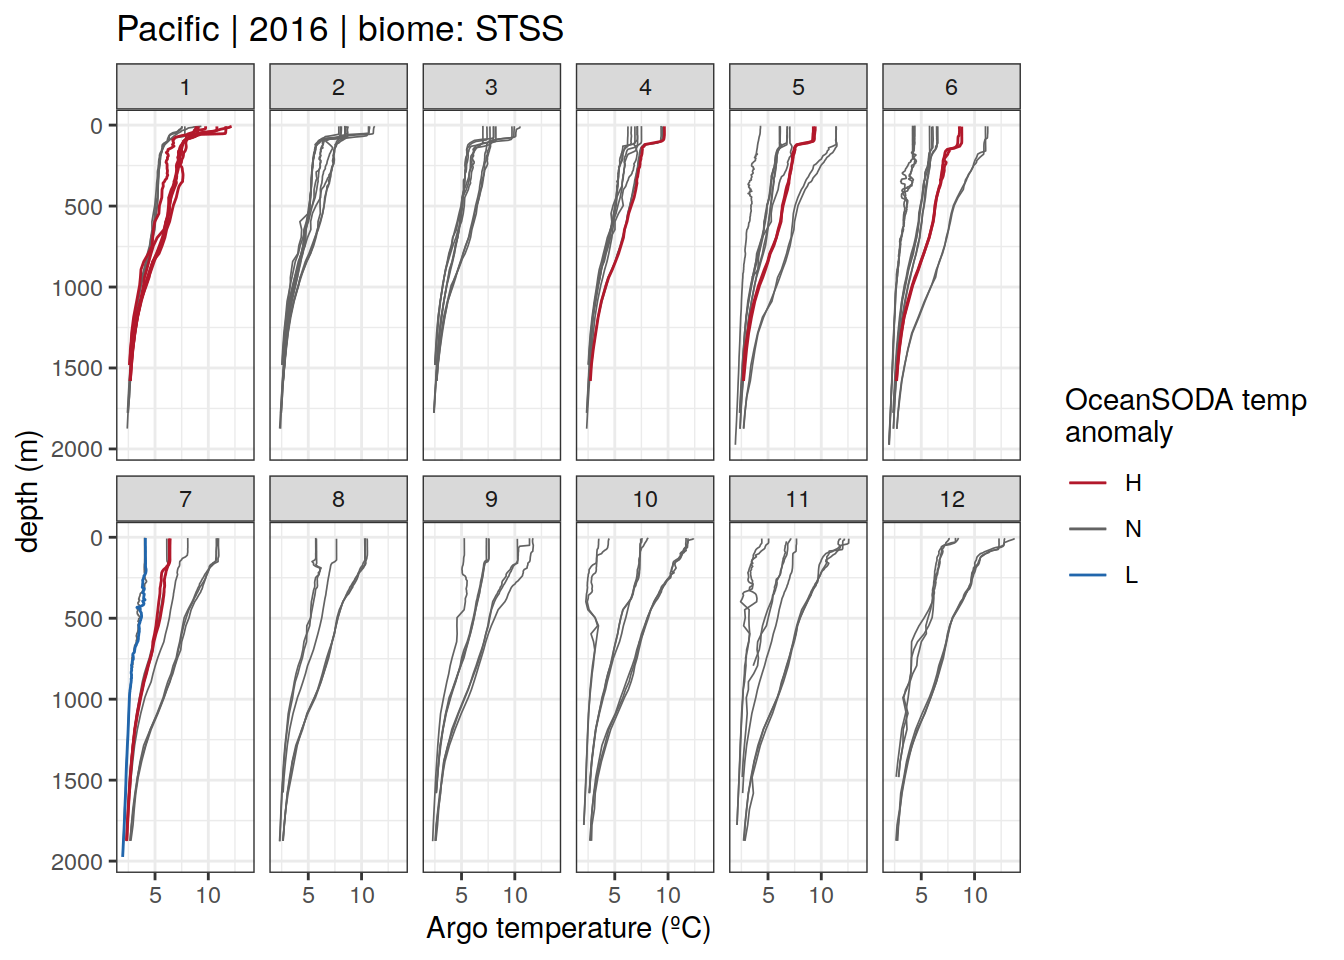 Pacific | 2016 | biome: STSS
1 2 3 4 5 6
0
500
1000
1500
2000
7 8 9 10 11 12
0
500
1000
1500
2000
5 10 5 10 5 10 5 10 5 10 5 10
Argo temperature (ºC)
depth (m)
OceanSODA temp
anomaly
H
N
L